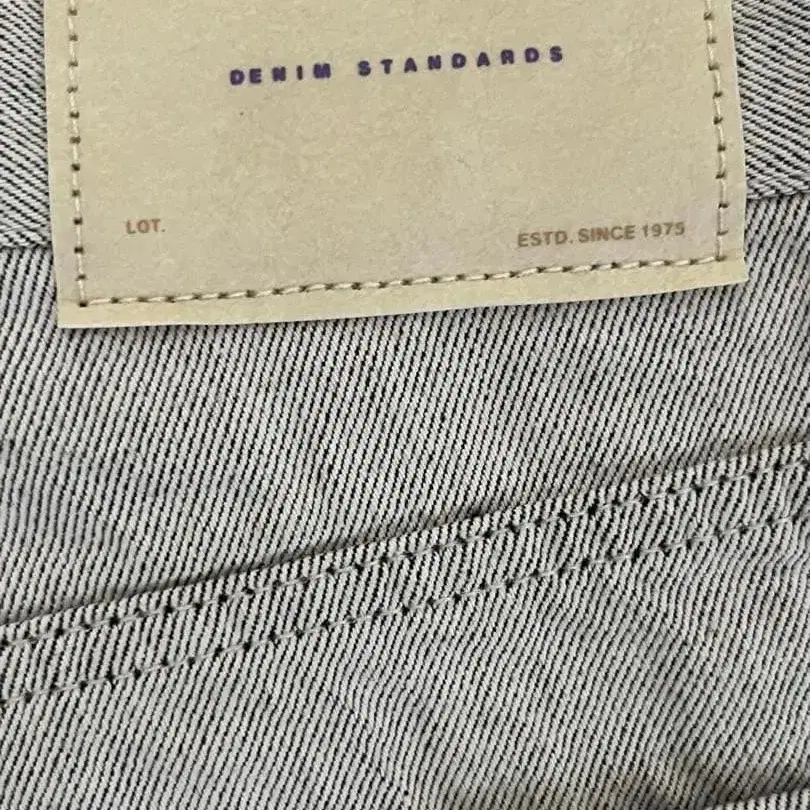 DENIM STANDARDS
LOT.
ESTD. SINCE 1975